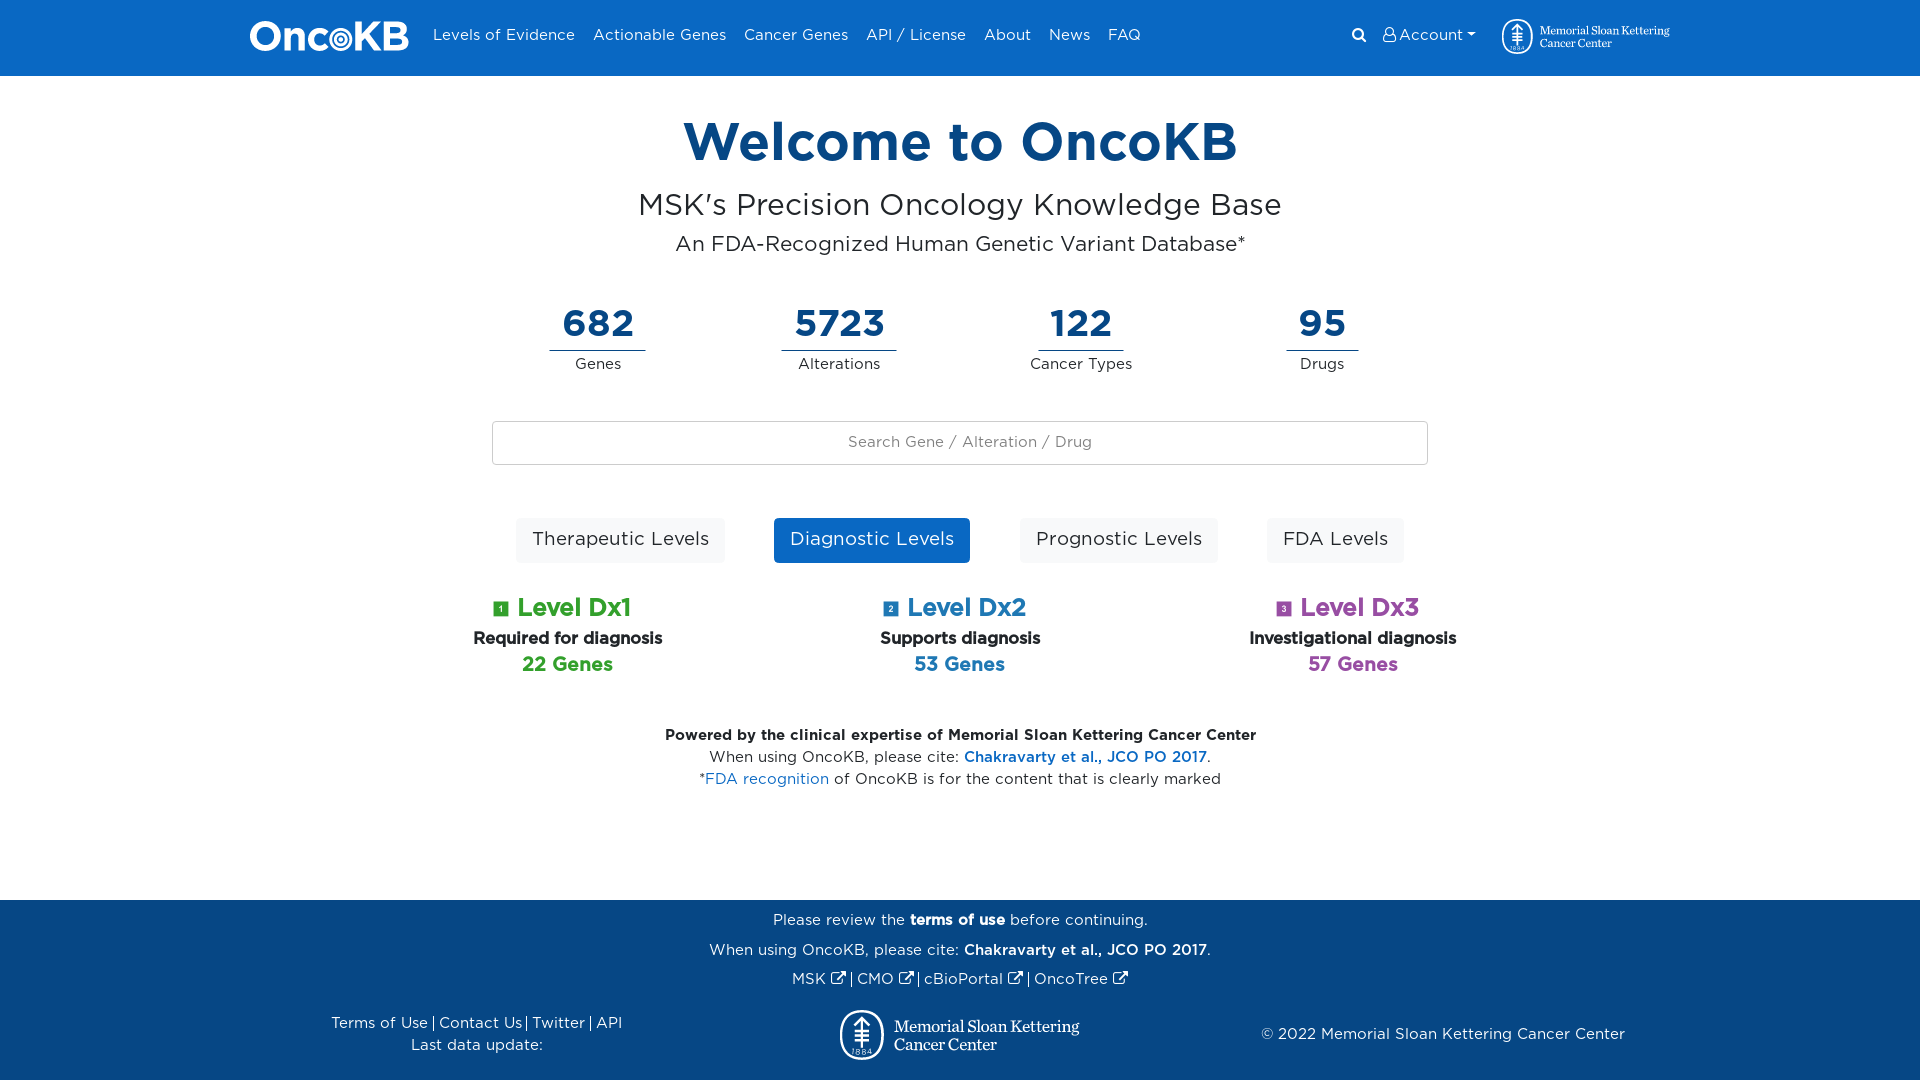 OncoKB Levels of Evidence Actionable Genes Cancer Genes API / License About News FAQ Account Memorial Sloan Kettering
Cancer Center
1884
Welcome to OncoKB
MSK's Precision Oncology Knowledge Base
An FDA-Recognized Human Genetic Variant Database*
682 5723 122 95
Genes Alterations Cancer Types Drugs
Search Gene / Alteration / Drug
Therapeutic Levels Diagnostic Levels Prognostic Levels FDA Levels
1 Level Dx1 2 Level Dx2 3 Level Dx3
Required for diagnosis Supports diagnosis Investigational diagnosis
22 Genes 53 Genes 57 Genes
Powered by the clinical expertise of Memorial Sloan Kettering Cancer Center
When using OncoKB, please cite: Chakravarty et al., JCO PO 2017.
*FDA recognition of OncoKB is for the content that is clearly marked
Please review the terms of use before continuing.
When using OncoKB, please cite: Chakravarty et al., JCO PO 2017.
MSK | CMO | cBioPortal | OncoTree
Terms of Use | Contact Us | Twitter | API
Last data update:
Memorial Sloan Kettering
Cancer Center
1884
© 2022 Memorial Sloan Kettering Cancer Center